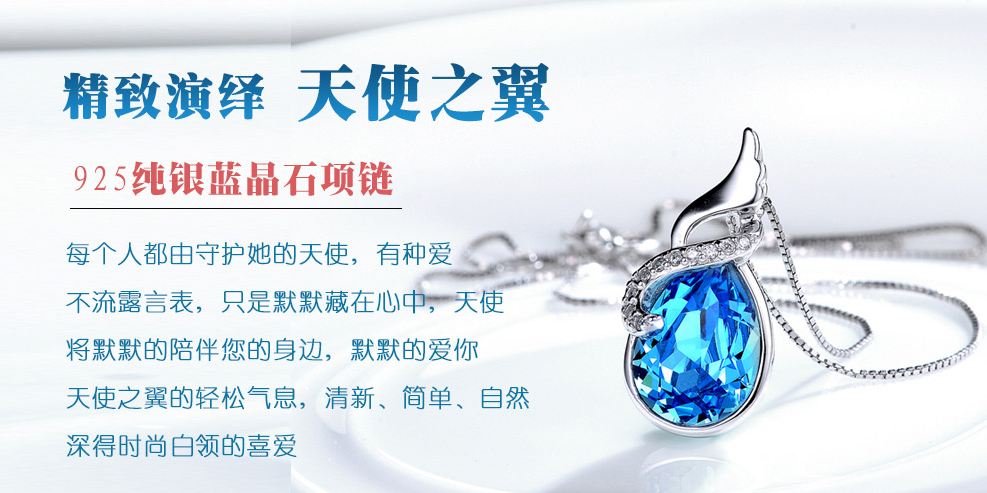 精致演绎 天使之翼
925纯银蓝晶石项链
每个人都由守护她的天使，有种爱
不流露言表，只是默默藏在心中，天使
将默默的陪伴您的身边，默默的爱你
天使之翼的轻松气息，清新、简单、自然
深得时尚白领的喜爱